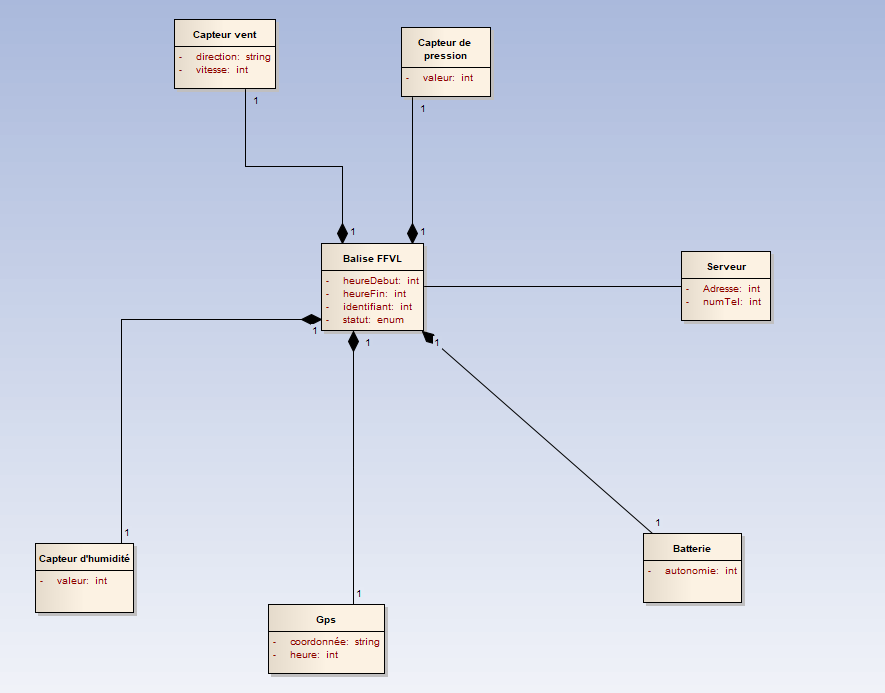 Capteur vent
- direction: string
- vitesse: int
1
Capteur de
pression
- valeur: int
1
1
1
Balise FFVL
- heureDebut: int
- heureFin: int
- identifiant: int
- statut: enum
Serveur
- Adresse: int
- numTel: int
1
1
1
1
Capteur d'humidité
- valeur: int
1
Gps
- coordonnée: string
- heure: int
1
Batterie
- autonomie: int